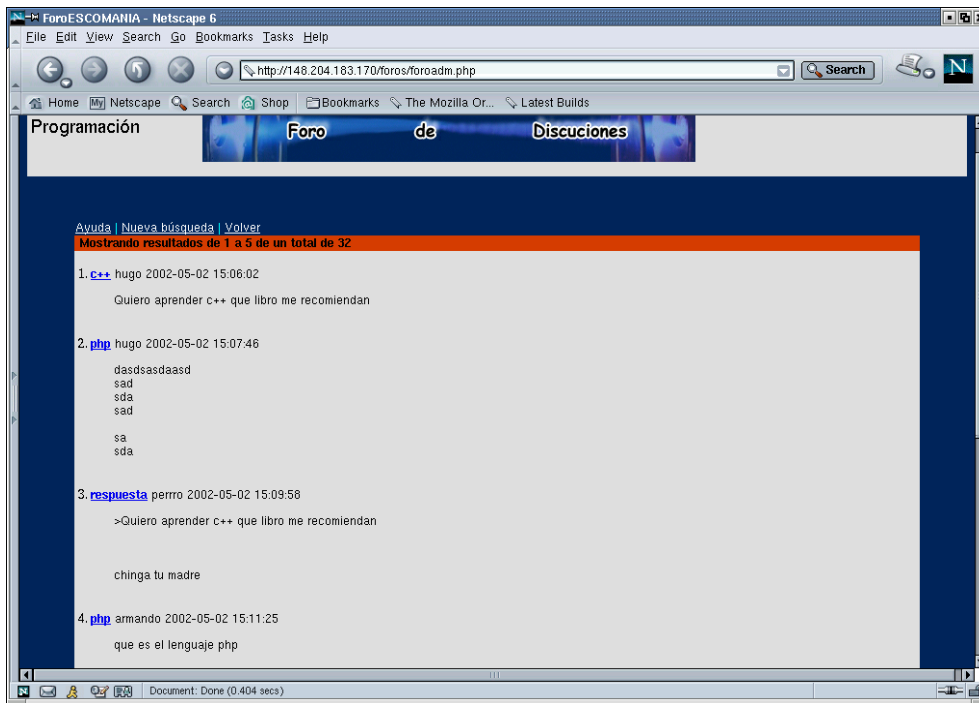 ForoESCOMANIA - Netscape 6
File Edit View Search Go Bookmarks Tasks Help
http://148.204.183.170/foros/foroadm.php Search N
Home My Netscape Search Shop Bookmarks The Mozilla Or... Latest Builds
Programación Foro de Discuciones
Ayuda | Nueva búsqueda | Volver
Mostrando resultados de 1 a 5 de un total de 32
1. c++ hugo 2002-05-02 15:06:02
Quiero aprender c++ que libro me recomiendan
2. php hugo 2002-05-02 15:07:46
dasdsasdaasd
sad
sda
sad
sa
sda
3. respuesta perrro 2002-05-02 15:09:58
>Quiero aprender c++ que libro me recomiendan
chinga tu madre
4. php armando 2002-05-02 15:11:25
que es el lenguaje php
Document: Done (0.404 secs)